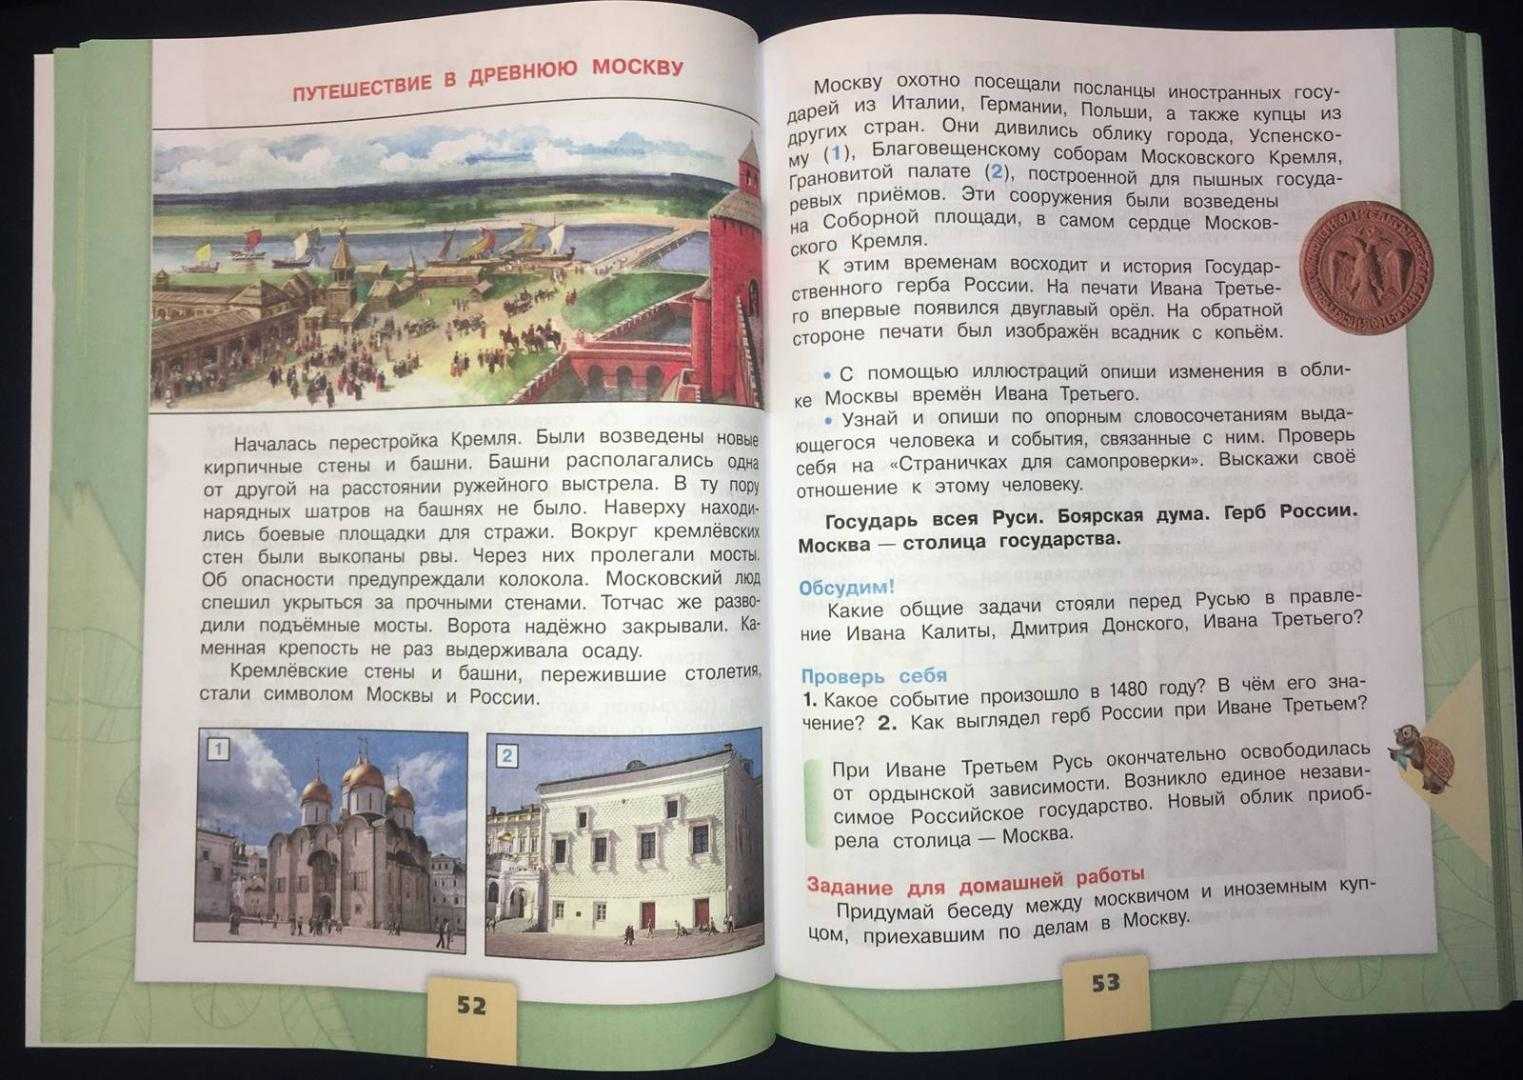 ПУТЕШЕСТВИЕ В ДРЕВНЮЮ МОСКВУ
Началась перестройка Кремля. Были возведены новые
кирпичные стены и башни. Башни располагались одна
от другой на расстоянии ружейного выстрела. В ту пору
нарядных шатров на башнях не было. Наверху находи-
лись боевые площадки для стражи. Вокруг кремлёвских
стен были выкопаны рвы. Через них пролегали мосты.
Об опасности предупреждали колокола. Московский люд
спешил укрыться за прочными стенами. Тотчас же разво-
дили подъёмные мосты. Ворота надёжно закрывали. Ка-
менная крепость не раз выдерживала осаду.
Кремлёвские стены и башни, пережившие столетия,
стали символом Москвы и России.
1
2
52
Москву охотно посещали посланцы иностранных госу-
дарей из Италии, Германии, Польши, а также купцы из
других стран. Они дивились облику города, Успенско-
му (1), Благовещенскому соборам Московского Кремля,
Грановитой палате (2), построенной для пышных госуда-
ревых приёмов. Эти сооружения были возведены
на Соборной площади, в самом сердце Москов-
ского Кремля.
К этим временам восходит и история Государ-
ственного герба России. На печати Ивана Третье-
го впервые появился двуглавый орёл. На обратной
стороне печати был изображён всадник с копьём.
• С помощью иллюстраций опиши изменения в обли-
ке Москвы времён Ивана Третьего.
• Узнай и опиши по опорным словосочетаниям выда-
ющегося человека и события, связанные с ним. Проверь
себя на «Страничках для самопроверки». Выскажи своё
отношение к этому человеку.
Государь всея Руси. Боярская дума. Герб России.
Москва — столица государства.
Обсудим!
Какие общие задачи стояли перед Русью в правле-
ние Ивана Калиты, Дмитрия Донского, Ивана Третьего?
Проверь себя
1. Какое событие произошло в 1480 году? В чём его зна-
чение? 2. Как выглядел герб России при Иване Третьем?
При Иване Третьем Русь окончательно освободилась
от ордынской зависимости. Возникло единое незави-
симое Российское государство. Новый облик приоб-
рела столица — Москва.
Задание для домашней работы
Придумай беседу между москвичом и иноземным куп-
цом, приехавшим по делам в Москву.
53